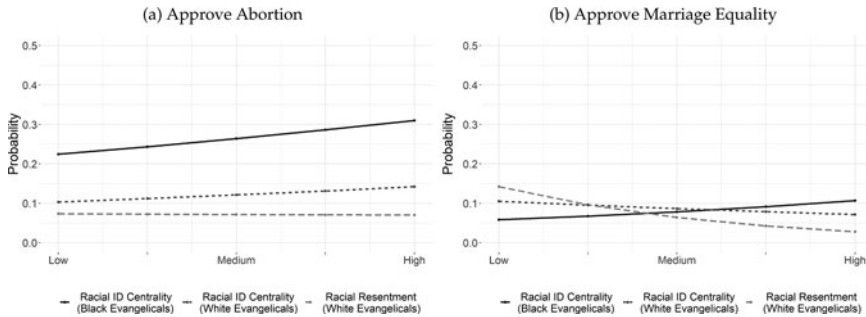 (a) Approve Abortion
(b) Approve Marriage Equality
0.5
0.4
0.3
0.2
0.1
0.0
Probability
Low
Medium
High
Racial ID Centrality
(Black Evangelicals)
Racial ID Centrality
(White Evangelicals)
Racial Resentment
(White Evangelicals)
0.5
0.4
0.3
0.2
0.1
0.0
Probability
Low
Medium
High
Racial ID Centrality
(Black Evangelicals)
Racial ID Centrality
(White Evangelicals)
Racial Resentment
(White Evangelicals)